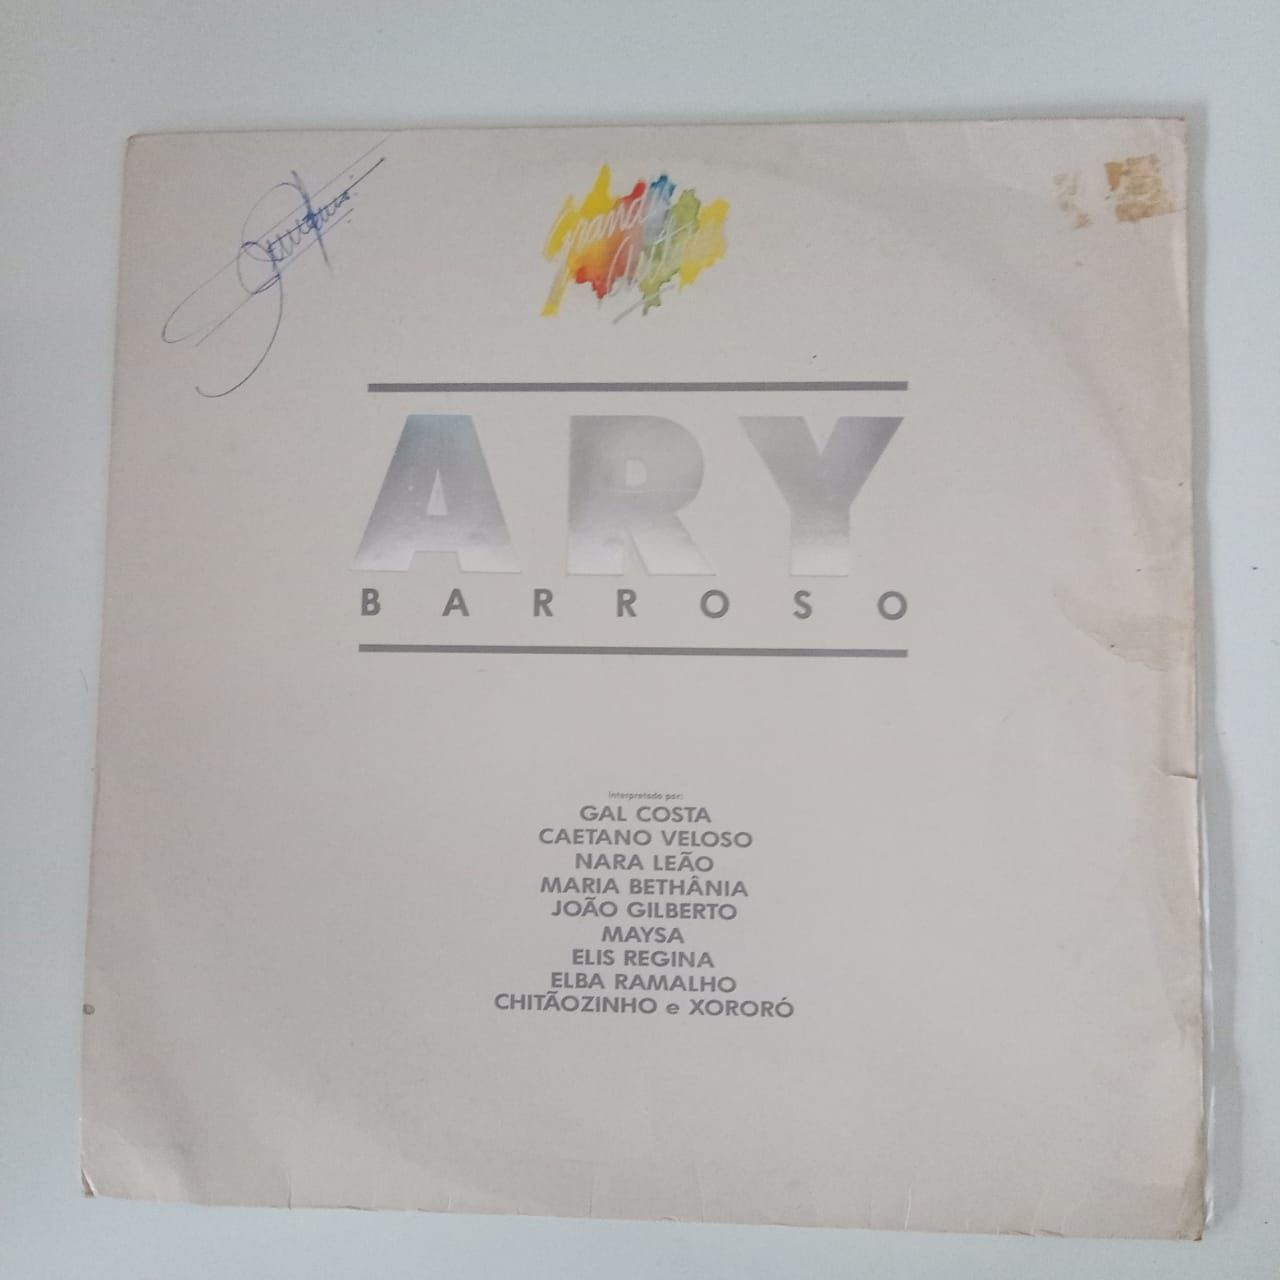 Grandes
Autores
ARY
BARROSO
Interpretado por:
GAL COSTA
CAETANO VELOSO
NARA LEÃO
MARIA BETHÂNIA
JOÃO GILBERTO
MAYSA
ELIS REGINA
ELBA RAMALHO
CHITÃOZINHO e XORORÓ